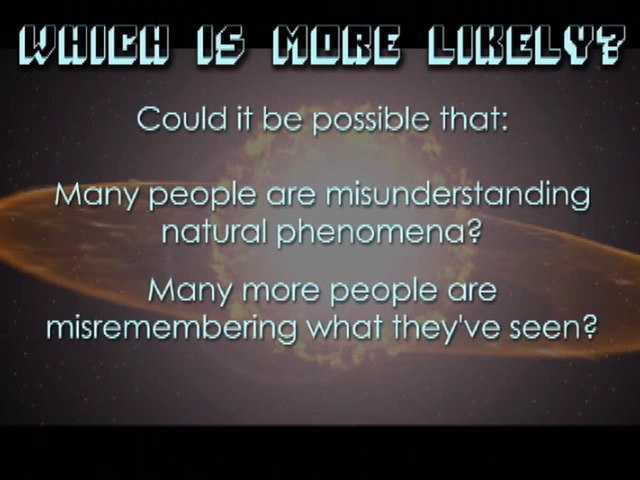 WHICH IS MORE LIKELY?
Could it be possible that:
Many people are misunderstanding
natural phenomena?
Many more people are
misremembering what they've seen?